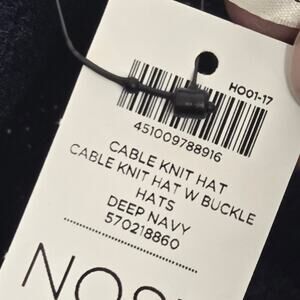 HO01-17
451009788916
CABLE KNIT HAT
CABLE KNIT HAT W BUCKLE
HATS
DEEP NAVY
570218860